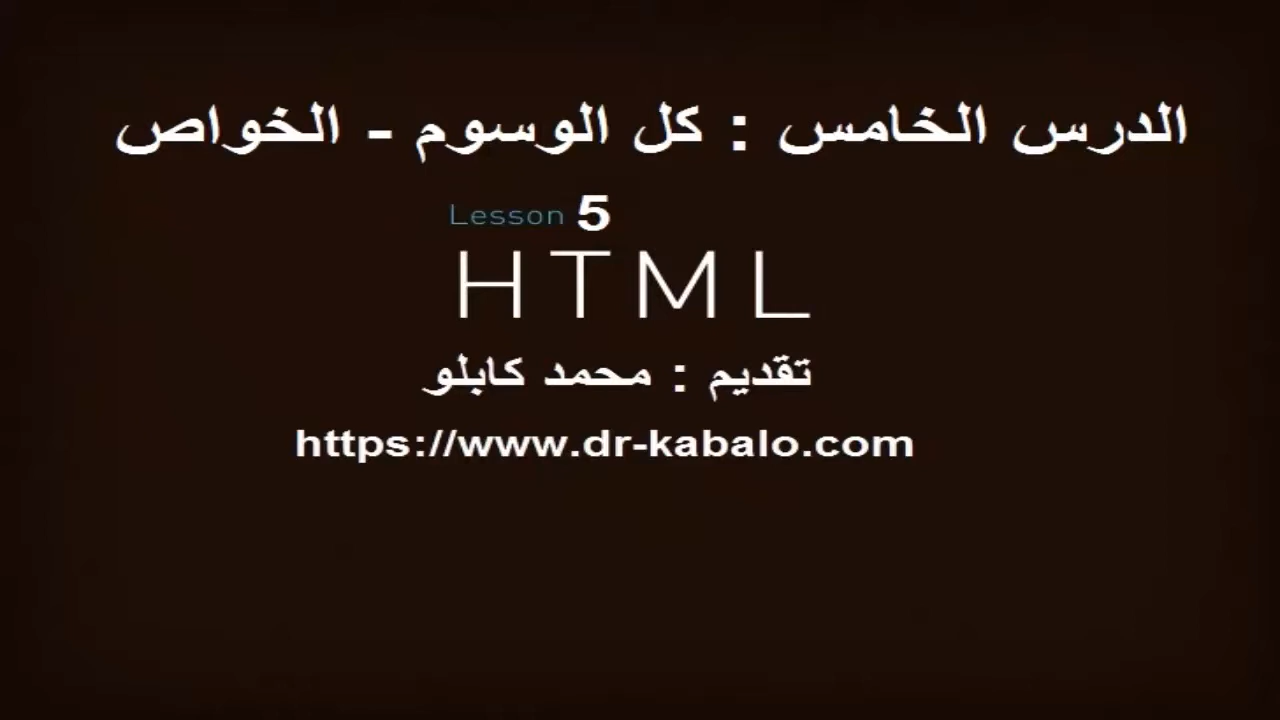 الدرس الخامس : كل الوسوم - الخواص
Lesson 5
HTML
تقديم : محمد كابلو
https://www.dr-kabalo.com